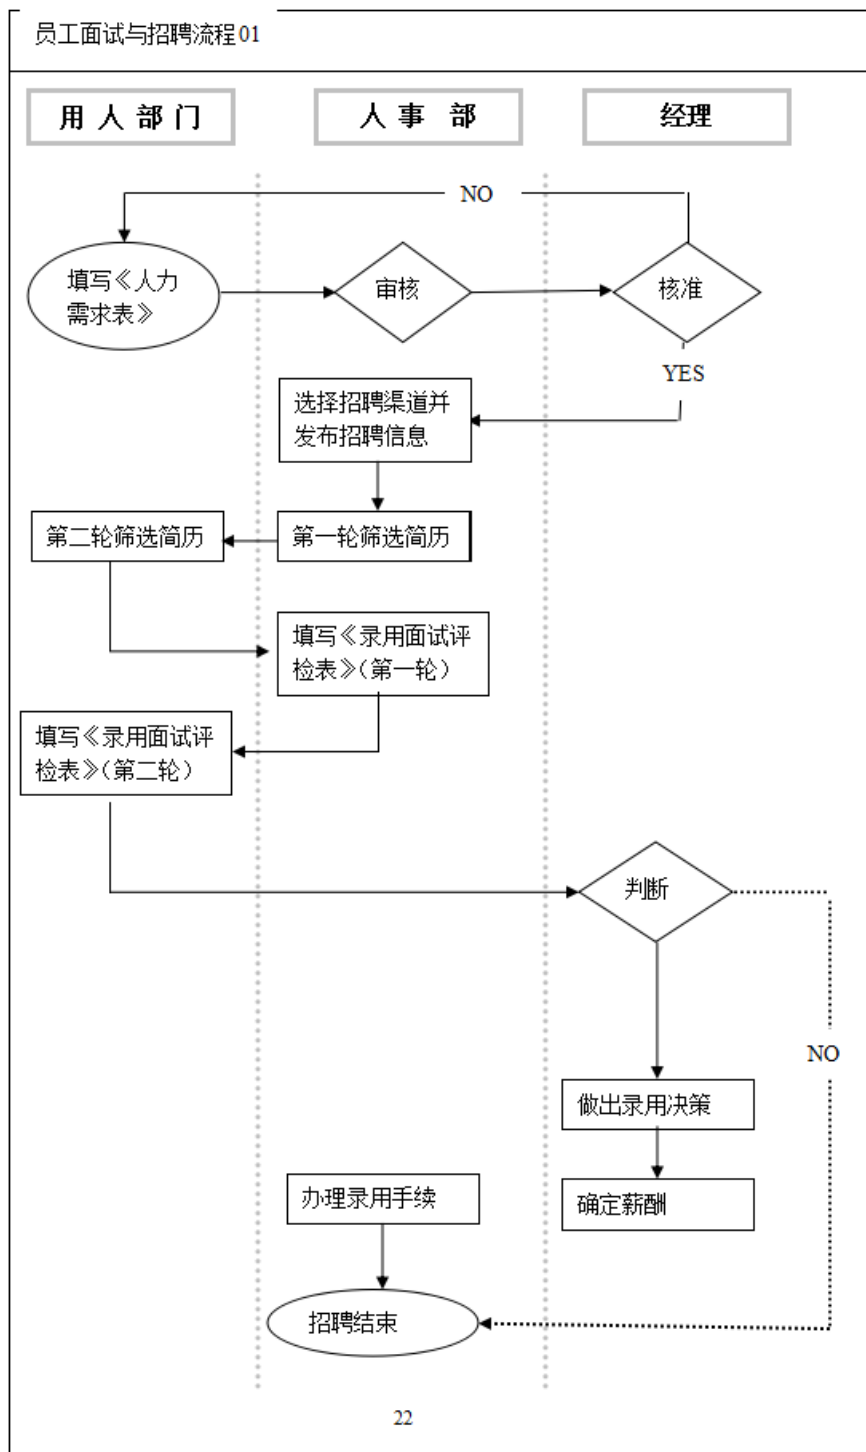 员工面试与招聘流程01
用 人 部 门
人 事 部
经理
NO
填写《人力
需求表》
审核
核准
YES
选择招聘渠道并
发布招聘信息
第二轮筛选简历
第一轮筛选简历
填写《录用面试评
检表》（第一轮）
填写《录用面试评
检表》（第二轮）
判断
NO
做出录用决策
办理录用手续
确定薪酬
招聘结束
22